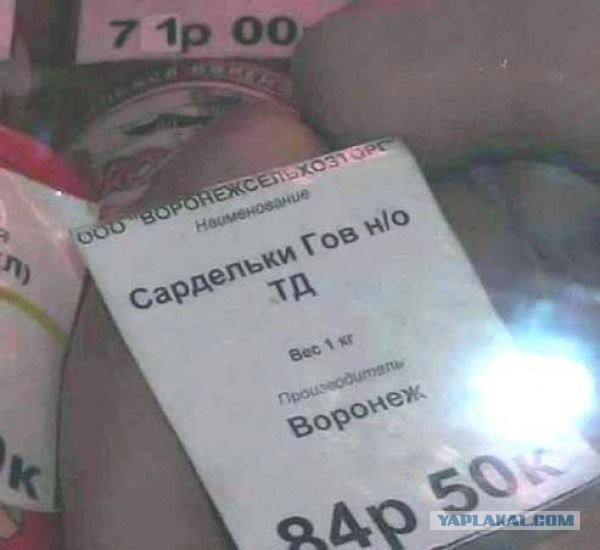 71р 00
ООО "ВОРОНЕЖСЕЛЬХОЗТОРГ"
Наименование
Сардельки Гов н/о
ТД
Вес 1 кг
Производитель
Воронеж
84р 50к
л)
к
YAPLAKAL.COM